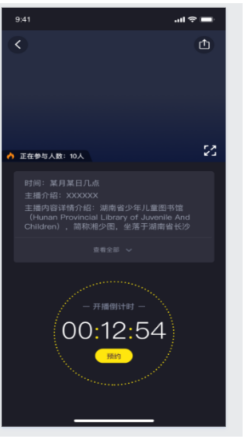 9:41
正在参与人数：10人
时间：某月某日几点
主播介绍：XXXXXX
主播内容详情介绍：湖南省少年儿童图书馆
（Hunan Provincial Library of Juvenile And
Children），简称湘少图，坐落于湖南省长沙
查看全部
开播倒计时
00:12:54
预约